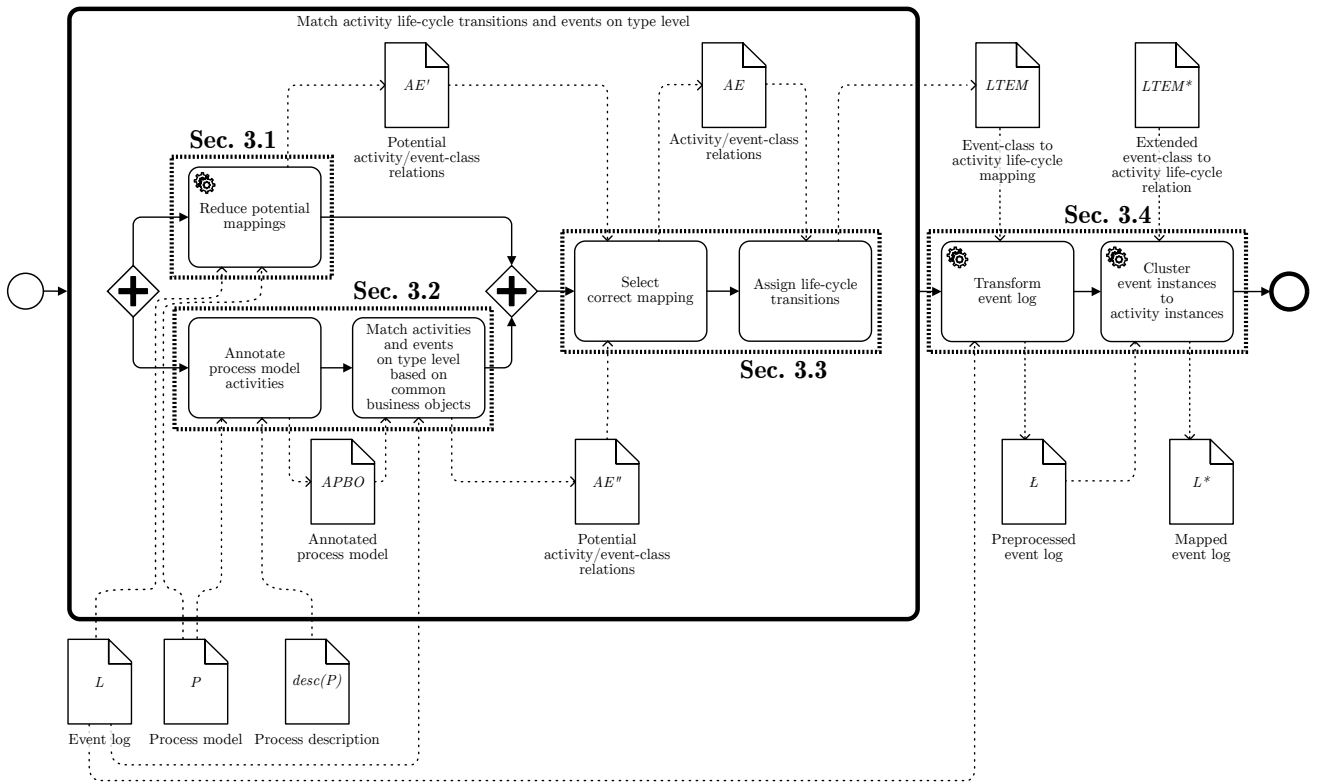 Match activity life-cycle transitions and events on type level
AE'
Potential
activity/event-class
relations
AE
Activity/event-class
relations
LTEM
Event-class to
activity life-cycle
mapping
LTEM*
Extended
event-class to
activity life-cycle
relation
Sec. 3.1
Reduce potential
mappings
Sec. 3.2
Annotate
process model
activities
Match activities
and events
on type level
based on
common
business objects
Select
correct mapping
Assign life-cycle
transitions
Sec. 3.3
Sec. 3.4
Transform
event log
Cluster
event instances
to
activity instances
APBO
Annotated
process model
AE"
Potential
activity/event-class
relations
Ł
Preprocessed
event log
L*
Mapped
event log
L
Event log
P
Process model
desc(P)
Process description